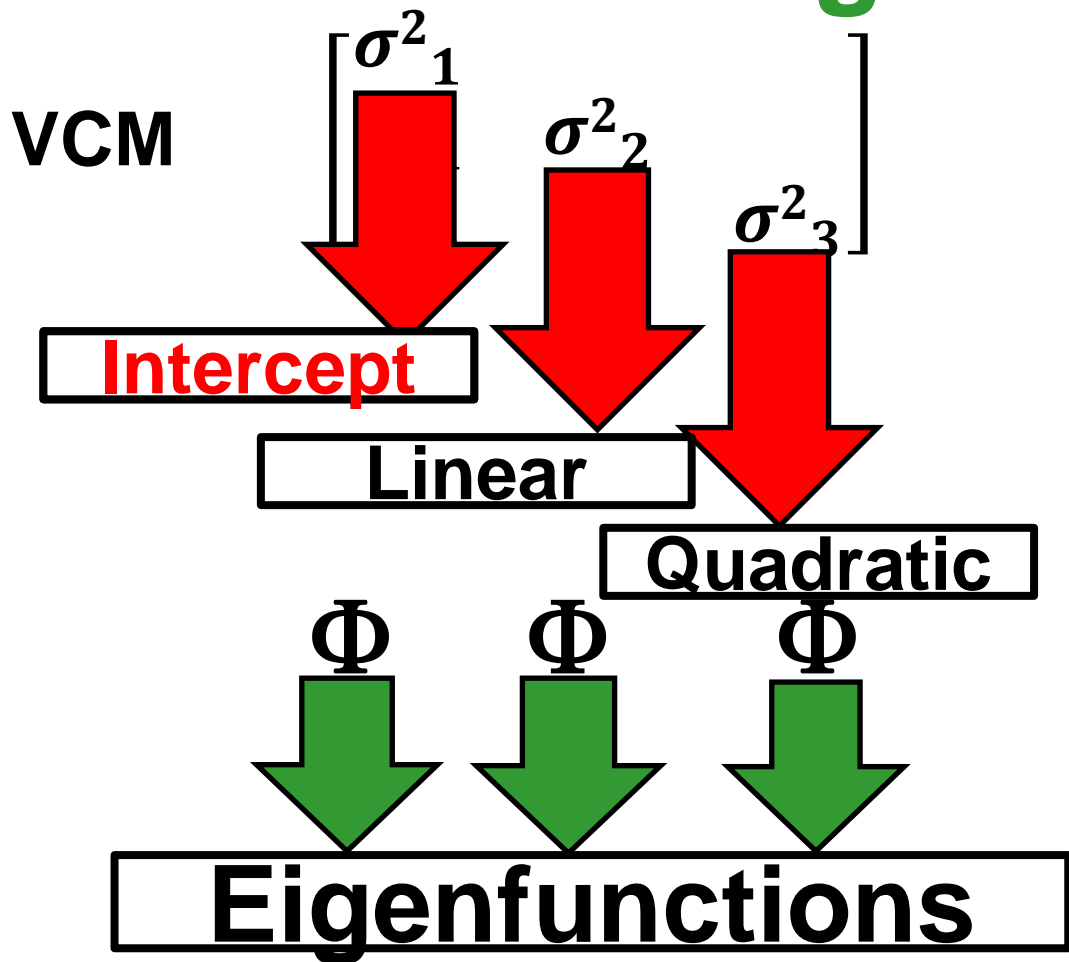 σ²₁
VCM
σ²₂
σ²₃
Intercept
Linear
Quadratic
Φ Φ Φ
Eigenfunctions